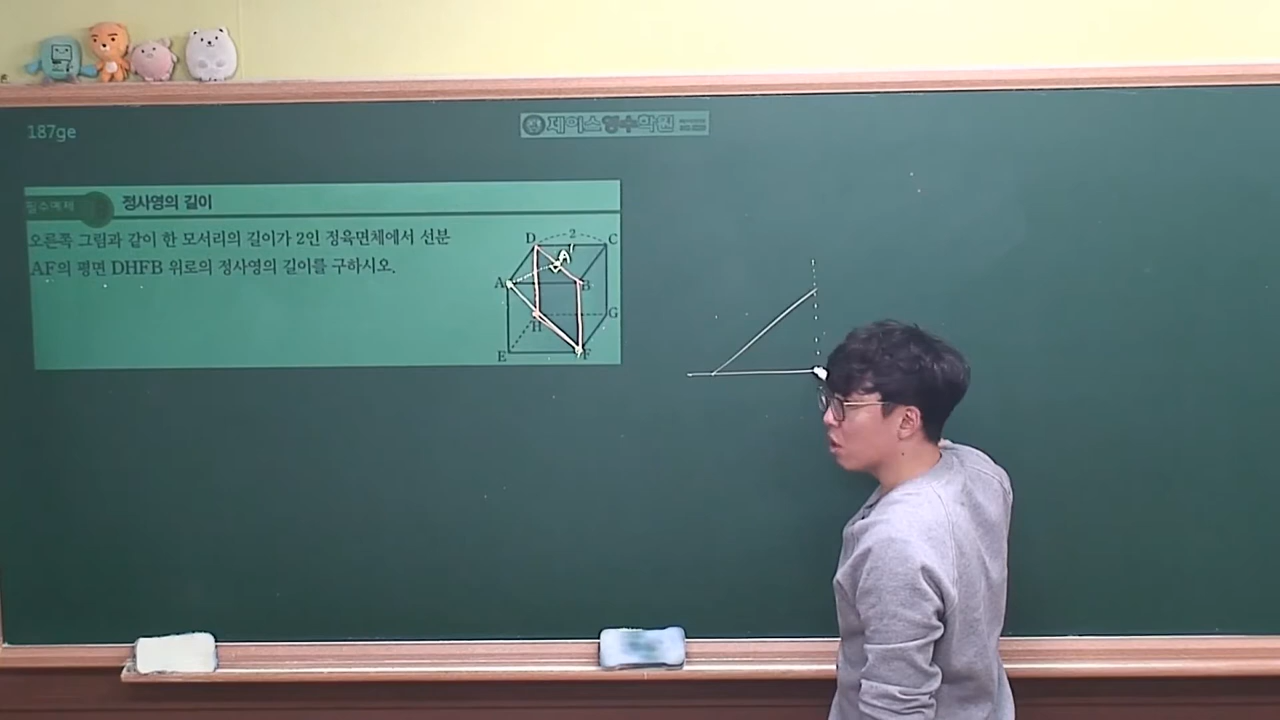 187ge
제이스영수학원
필수예제
정사영의 길이
오른쪽 그림과 같이 한 모서리의 길이가 2인 정육면체에서 선분
AF의 평면 DHFB 위로의 정사영의 길이를 구하시오.
D 2 C
A'
A B
H G
E F